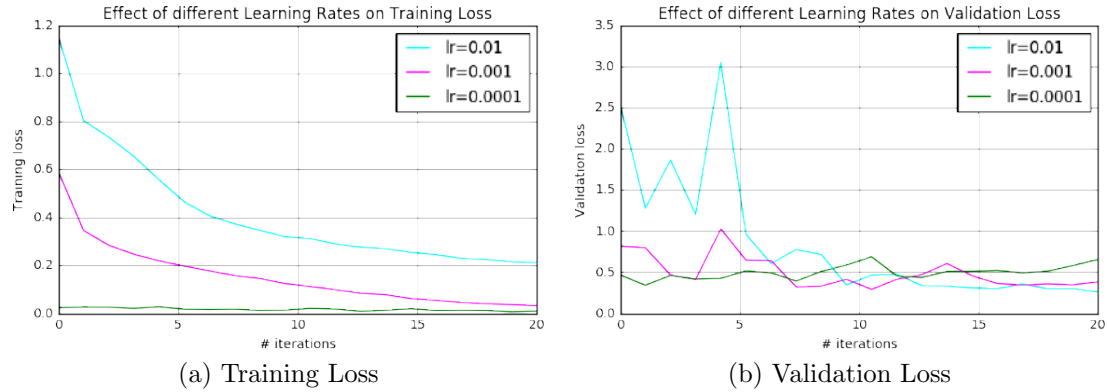 Effect of different Learning Rates on Training Loss
1.2
1.0
0.8
0.6
0.4
0.2
0.0
Training loss
lr=0.01
lr=0.001
lr=0.0001
0
5
10
15
20
# iterations
(a) Training Loss
Effect of different Learning Rates on Validation Loss
3.5
3.0
2.5
2.0
1.5
1.0
0.5
0.0
Validation loss
lr=0.01
lr=0.001
lr=0.0001
0
5
10
15
20
# iterations
(b) Validation Loss